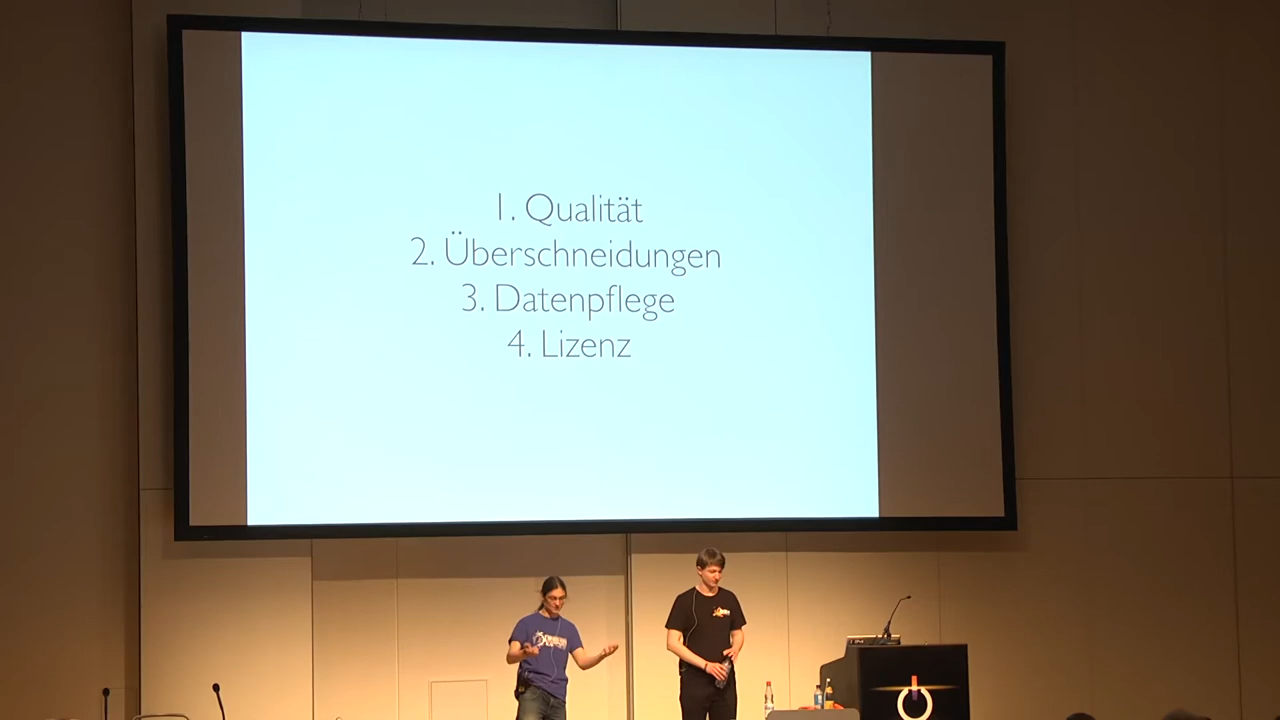 1. Qualität
2. Überschneidungen
3. Datenpflege
4. Lizenz